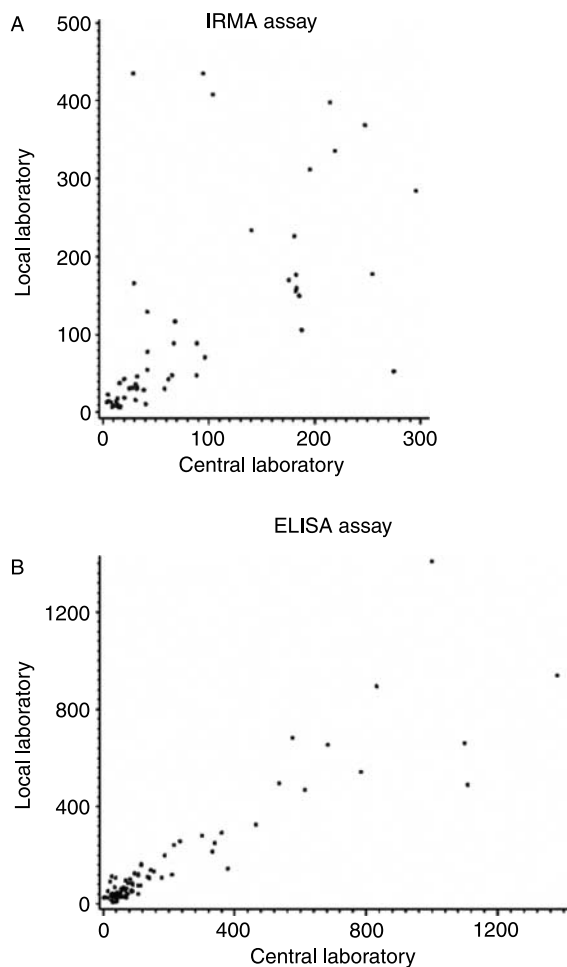 A
IRMA assay
500
400
300
200
100
0
Local laboratory
0 100 200 300
Central laboratory
ELISA assay
B
1200
800
400
0
Local laboratory
0 400 800 1200
Central laboratory